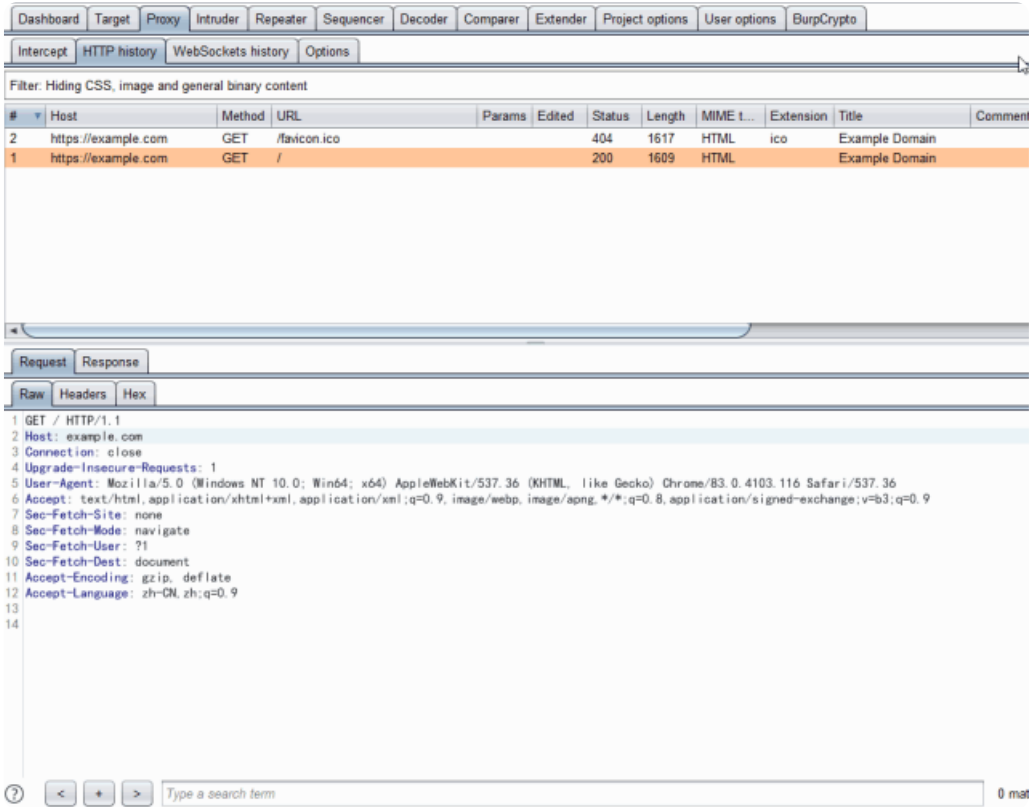 Dashboard Target Proxy Intruder Repeater Sequencer Decoder Comparer Extender Project options User options BurpCrypto
Intercept HTTP history WebSockets history Options
Filter: Hiding CSS, image and general binary content
# Host Method URL Params Edited Status Length MIME t... Extension Title Comment
2 https://example.com GET /favicon.ico 404 1617 HTML ico Example Domain
1 https://example.com GET / 200 1609 HTML Example Domain
Request Response
Raw Headers Hex
1 GET / HTTP/1.1
2 Host: example.com
3 Connection: close
4 Upgrade-Insecure-Requests: 1
5 User-Agent: Mozilla/5.0 (Windows NT 10.0; Win64; x64) AppleWebKit/537.36 (KHTML, like Gecko) Chrome/83.0.4103.116 Safari/537.36
6 Accept: text/html,application/xhtml+xml,application/xml;q=0.9,image/webp,image/apng,*/*;q=0.8,application/signed-exchange;v=b3;q=0.9
7 Sec-Fetch-Site: none
8 Sec-Fetch-Mode: navigate
9 Sec-Fetch-User: ?1
10 Sec-Fetch-Dest: document
11 Accept-Encoding: gzip, deflate
12 Accept-Language: zh-CN,zh;q=0.9
13
14
? < + > Type a search term 0 mat